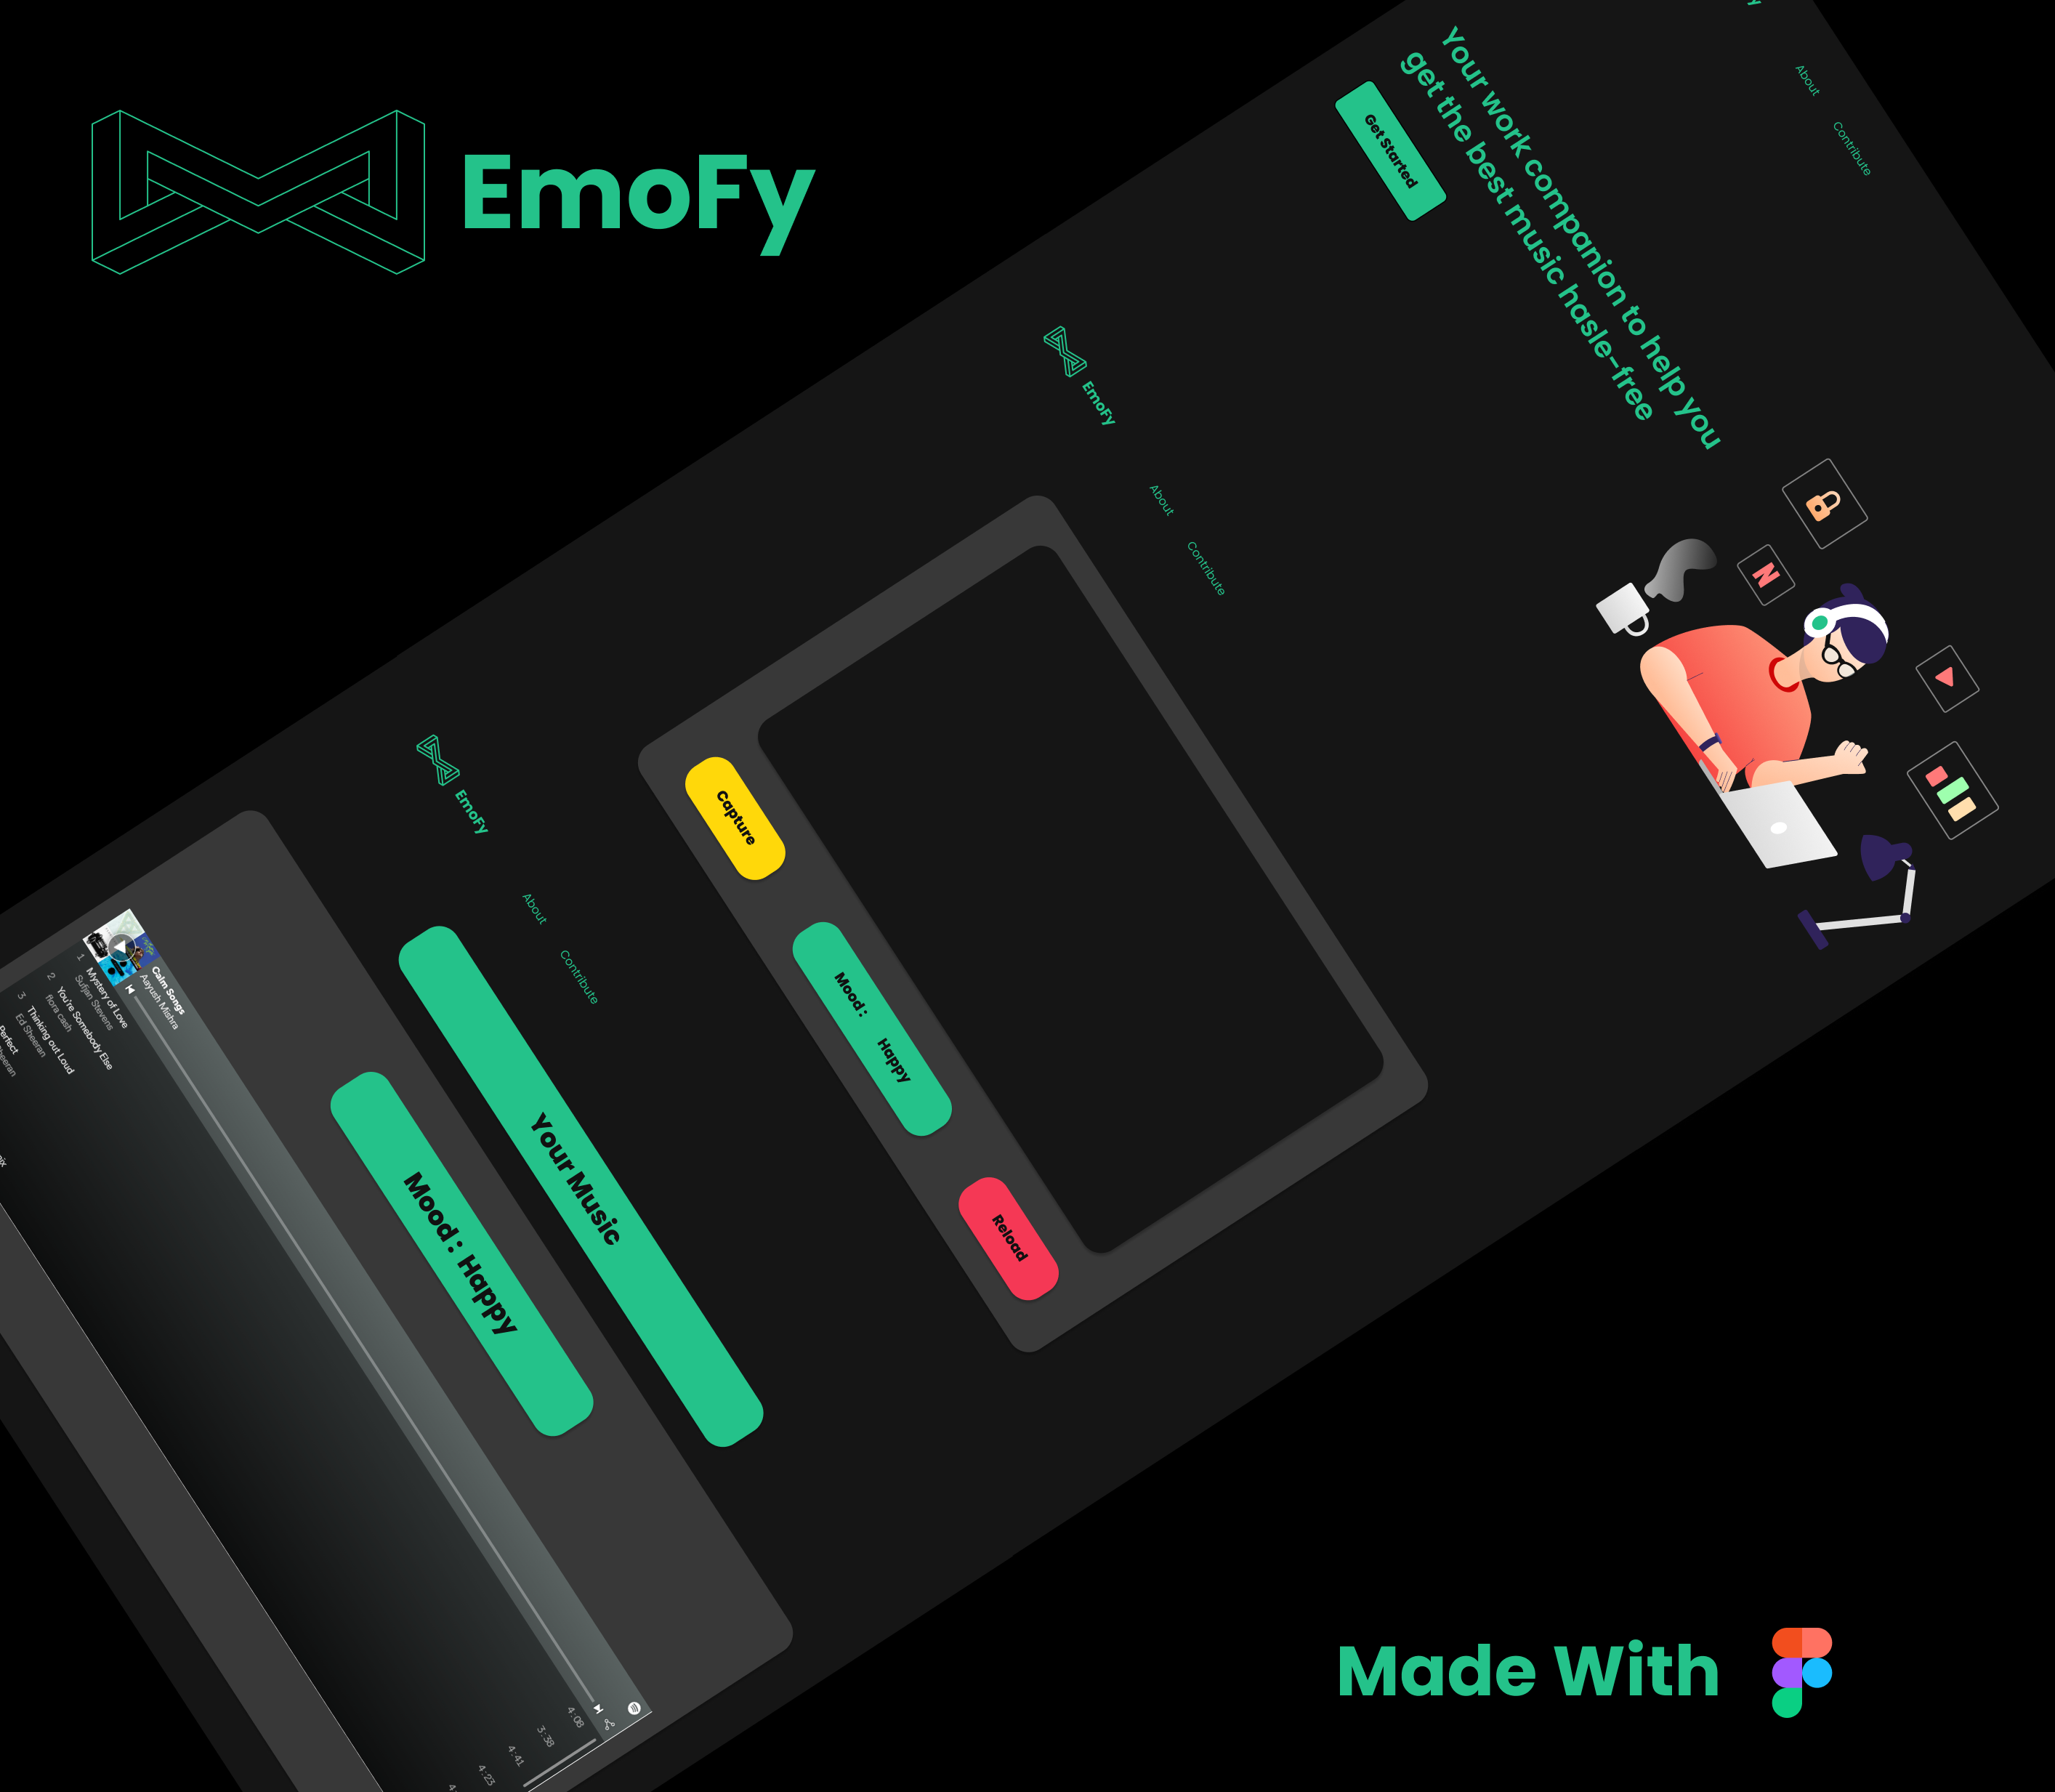 EmoFy
About
Contribute
Your work companion to help you
get the best music hasle-free
Get started
N
EmoFy
About
Contribute
Capture
Mood :
Happy
Reload
EmoFy
About
Contribute
Your Music
Mood : Happy
Calm Songs
Aayush Mishra
1
Mystery of Love
Sufjan Stevens
4:08
2
You're Somebody Else
flora cash
3:38
3
Thinking out Loud
Ed Sheeran
4:41
Perfect
4:23
Made With